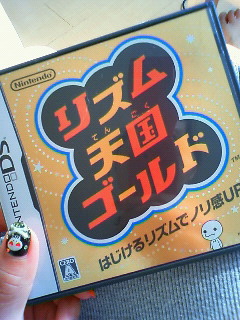 Nintendo
リズム
てんごく
天国
ゴールド
TM
はじけるリズムでノリ感UP
NINTENDO DS
CERO
A